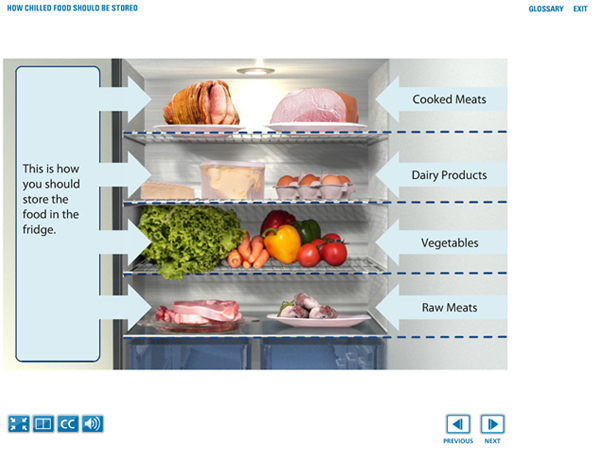 HOW CHILLED FOOD SHOULD BE STORED
GLOSSARY EXIT
This is how
you should
store the
food in the
fridge.
Cooked Meats
Dairy Products
Vegetables
Raw Meats
CC
PREVIOUS NEXT